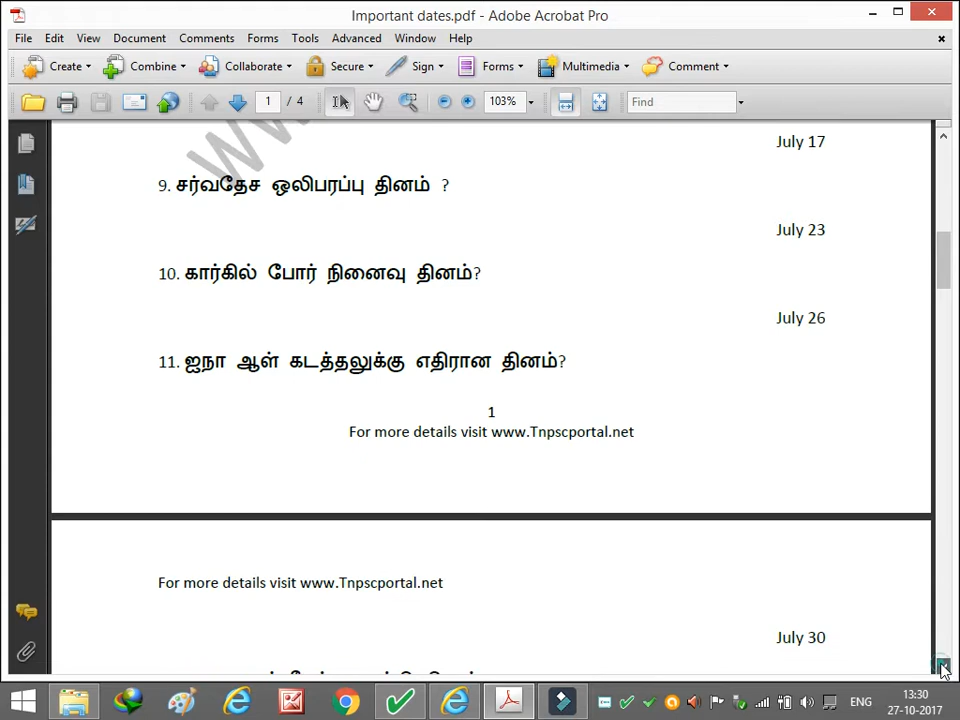 Important dates.pdf - Adobe Acrobat Pro
File Edit View Document Comments Forms Tools Advanced Window Help
Create Combine Collaborate Secure Sign Forms Multimedia Comment
1 / 4 103% Find
July 17
9. சர்வதேச ஒலிபரப்பு தினம் ?
July 23
10. கார்கில் போர் நினைவு தினம்?
July 26
11. ஐநா ஆள் கடத்தலுக்கு எதிரான தினம்?
1
For more details visit www.Tnpscportal.net
For more details visit www.Tnpscportal.net
July 30
ENG
13:30
27-10-2017